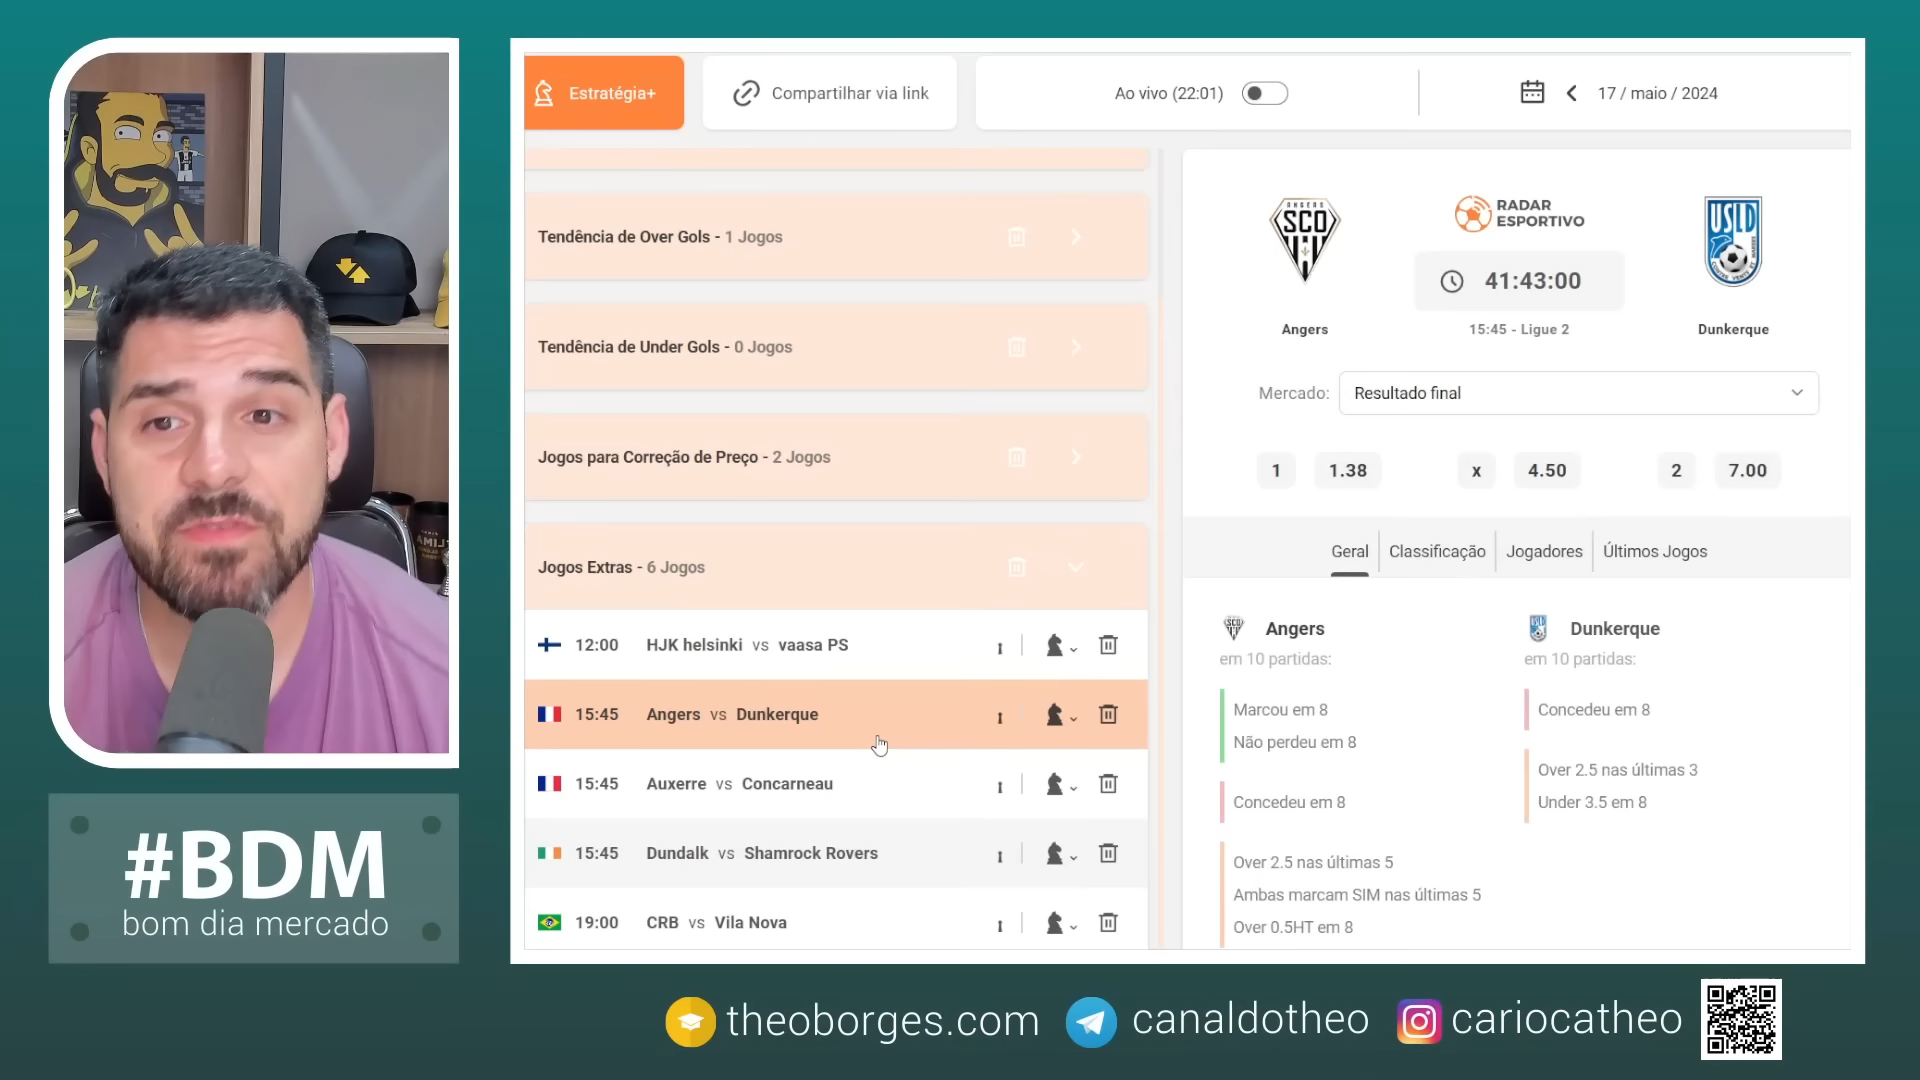 Estratégia+
Compartilhar via link
Ao vivo (22:01)
17 / maio / 2024
Tendência de Over Gols - 1 Jogos
Tendência de Under Gols - 0 Jogos
Jogos para Correção de Preço - 2 Jogos
Jogos Extras - 6 Jogos
12:00 HJK helsinki vs vaasa PS
15:45 Angers vs Dunkerque
15:45 Auxerre vs Concarneau
15:45 Dundalk vs Shamrock Rovers
19:00 CRB vs Vila Nova
ANGERS
SCO
RADAR
ESPORTIVO
USLD
41:43:00
Angers
15:45 - Ligue 2
Dunkerque
Mercado: Resultado final
1 1.38 x 4.50 2 7.00
Geral Classificação Jogadores Últimos Jogos
Angers
em 10 partidas:
Marcou em 8
Não perdeu em 8
Concedeu em 8
Over 2.5 nas últimas 5
Ambas marcam SIM nas últimas 5
Over 0.5HT em 8
Dunkerque
em 10 partidas:
Concedeu em 8
Over 2.5 nas últimas 3
Under 3.5 em 8
#BDM
bom dia mercado
theoborges.com
canaldotheo
cariocatheo